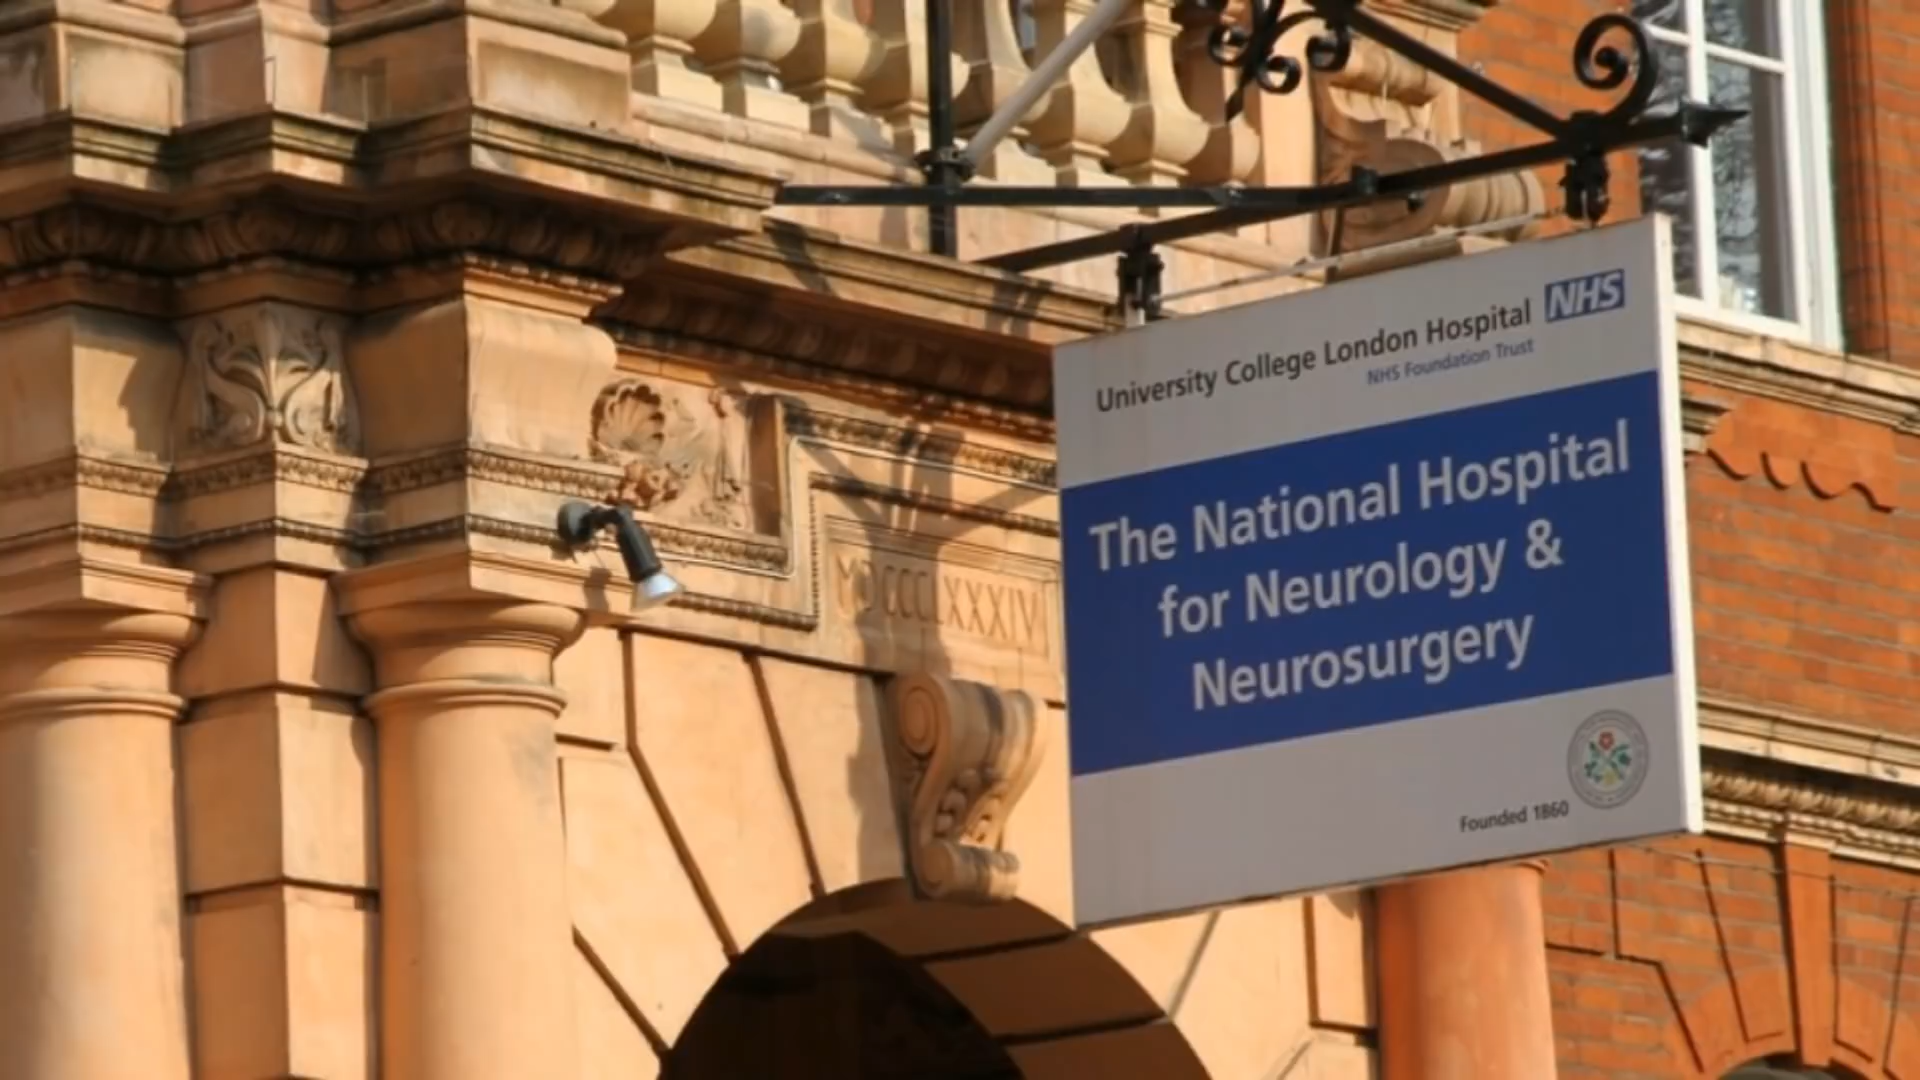 University College London Hospital NHS
NHS Foundation Trust
The National Hospital
for Neurology &
Neurosurgery
Founded 1860
MDCCCLXXXIV